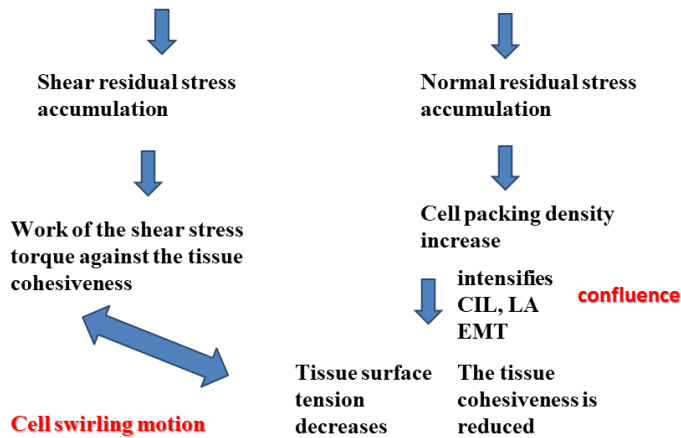 Shear residual stress
accumulation
Normal residual stress
accumulation
Work of the shear stress
torque against the tissue
cohesiveness
Cell packing density
increase
intensifies
CIL, LA
EMT
confluence
Tissue surface
tension
decreases
The tissue
cohesiveness is
reduced
Cell swirling motion